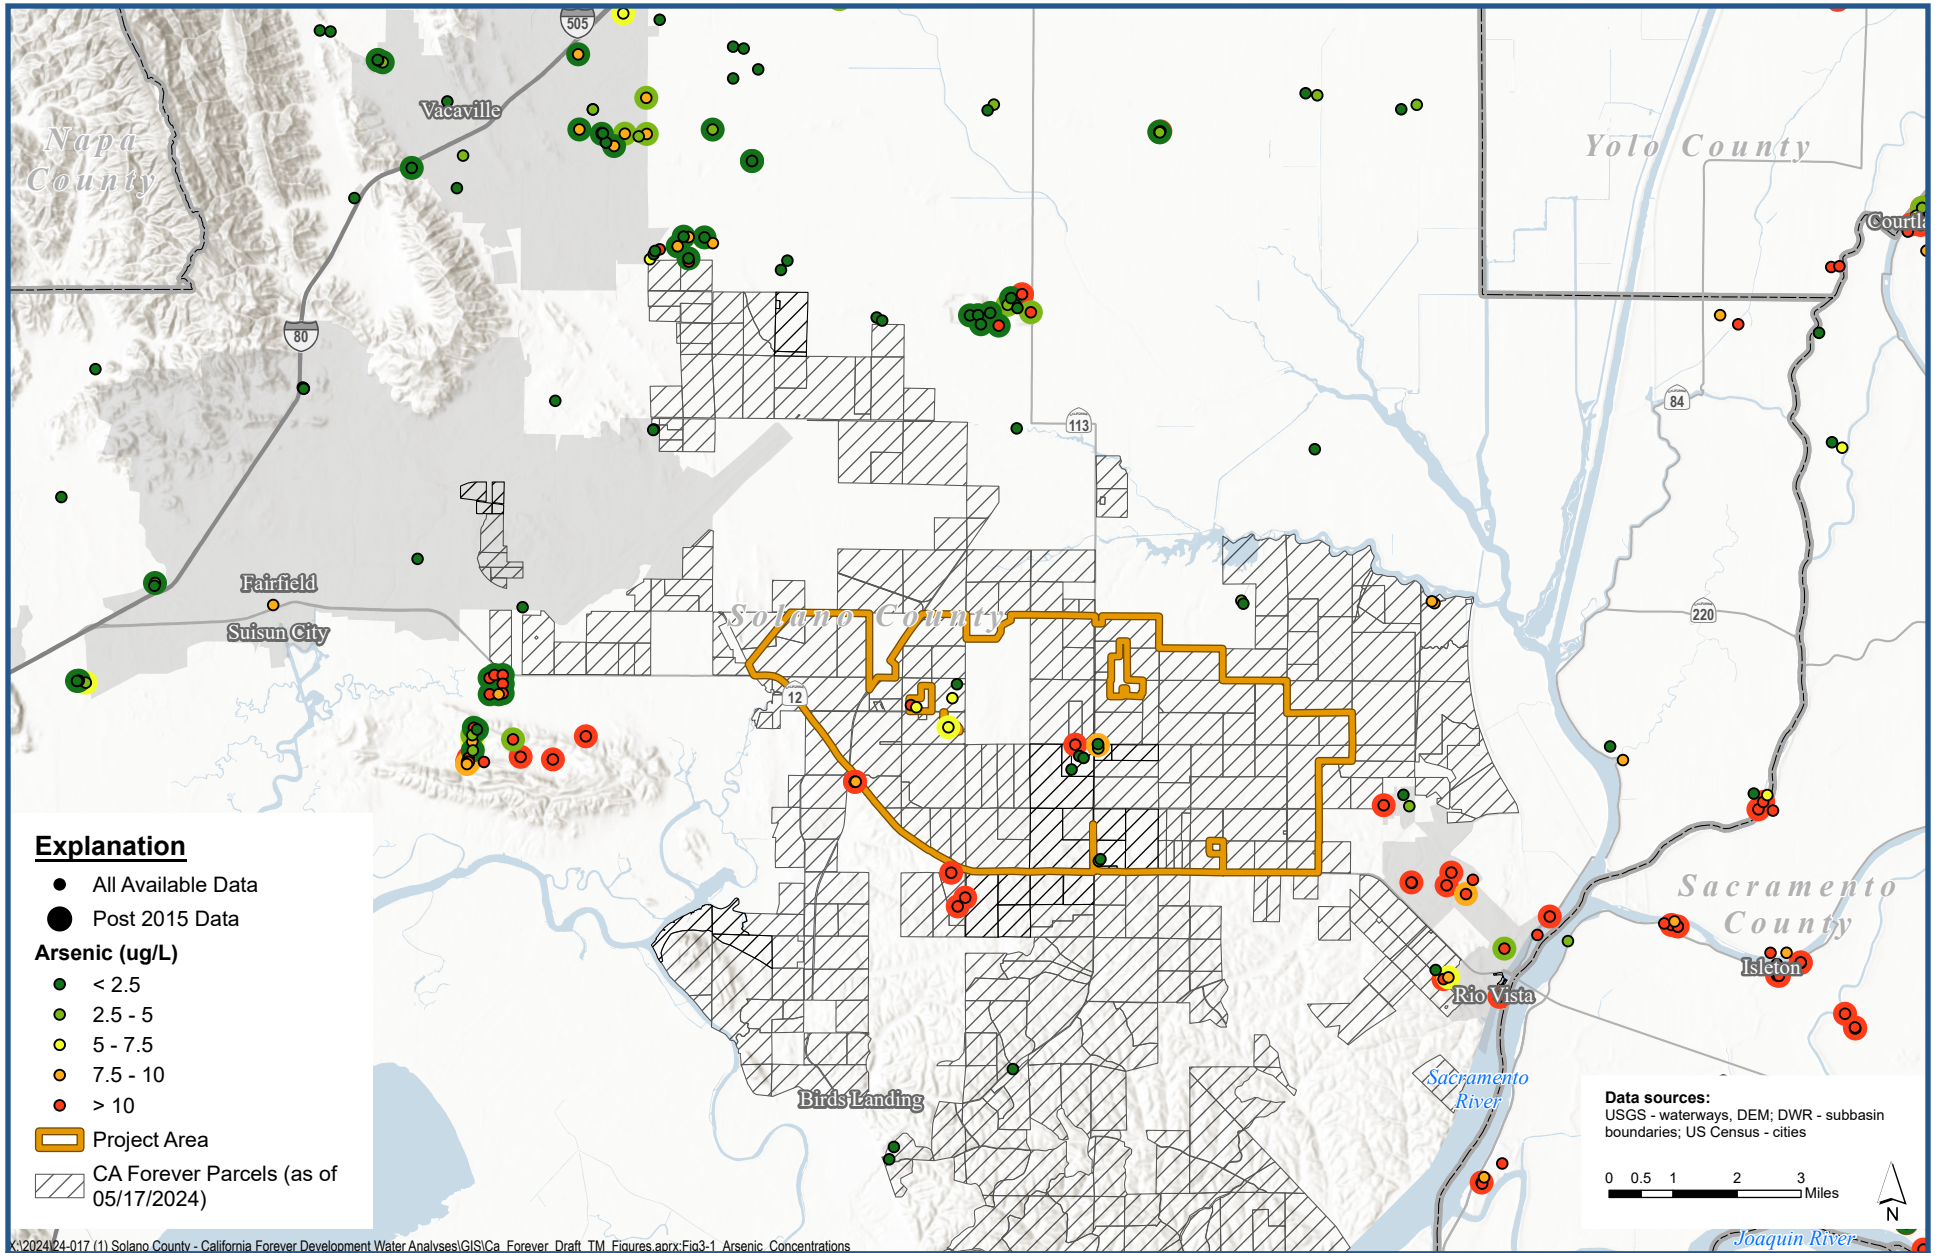 505
Vacaville
Napa
County
Yolo County
Courtla
80
113
84
Fairfield
Suisun City
Solano County
220
12
Explanation
All Available Data
Post 2015 Data
Arsenic (ug/L)
< 2.5
2.5 - 5
5 - 7.5
7.5 - 10
> 10
Project Area
CA Forever Parcels (as of
05/17/2024)
Sacramento
County
Isleton
Rio Vista
Birds Landing
Sacramento
River
Data sources:
USGS - waterways, DEM; DWR - subbasin
boundaries; US Census - cities
0 0.5 1 2 3
Miles
N
Joaquin River
X:\2024\24-017 (1) Solano County - California Forever Development Water Analyses\GIS\Ca_Forever_Draft_TM_Figures.aprx:Fig3-1_Arsenic_Concentrations